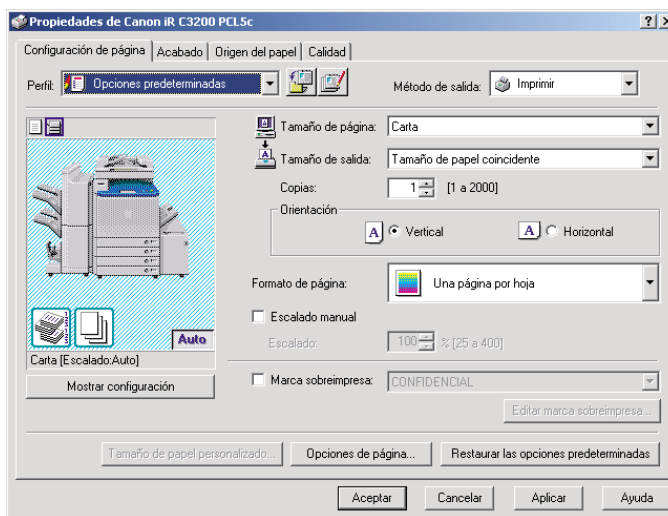 Propiedades de Canon iR C3200 PCL5c
Configuración de página Acabado Origen del papel Calidad
Perfil: Opciones predeterminadas Método de salida: Imprimir
Tamaño de página: Carta
Tamaño de salida: Tamaño de papel coincidente
Copias: 1 [1 a 2000]
Orientación
A Vertical A Horizontal
Formato de página: Una página por hoja
Escalado manual
Auto
Escalado: 100 % [25 a 400]
Carta [Escalado:Auto]
Mostrar configuración
Marca sobreimpresa: CONFIDENCIAL
Editar marca sobreimpresa...
Tamaño de papel personalizado... Opciones de página... Restaurar las opciones predeterminadas
Aceptar Cancelar Aplicar Ayuda